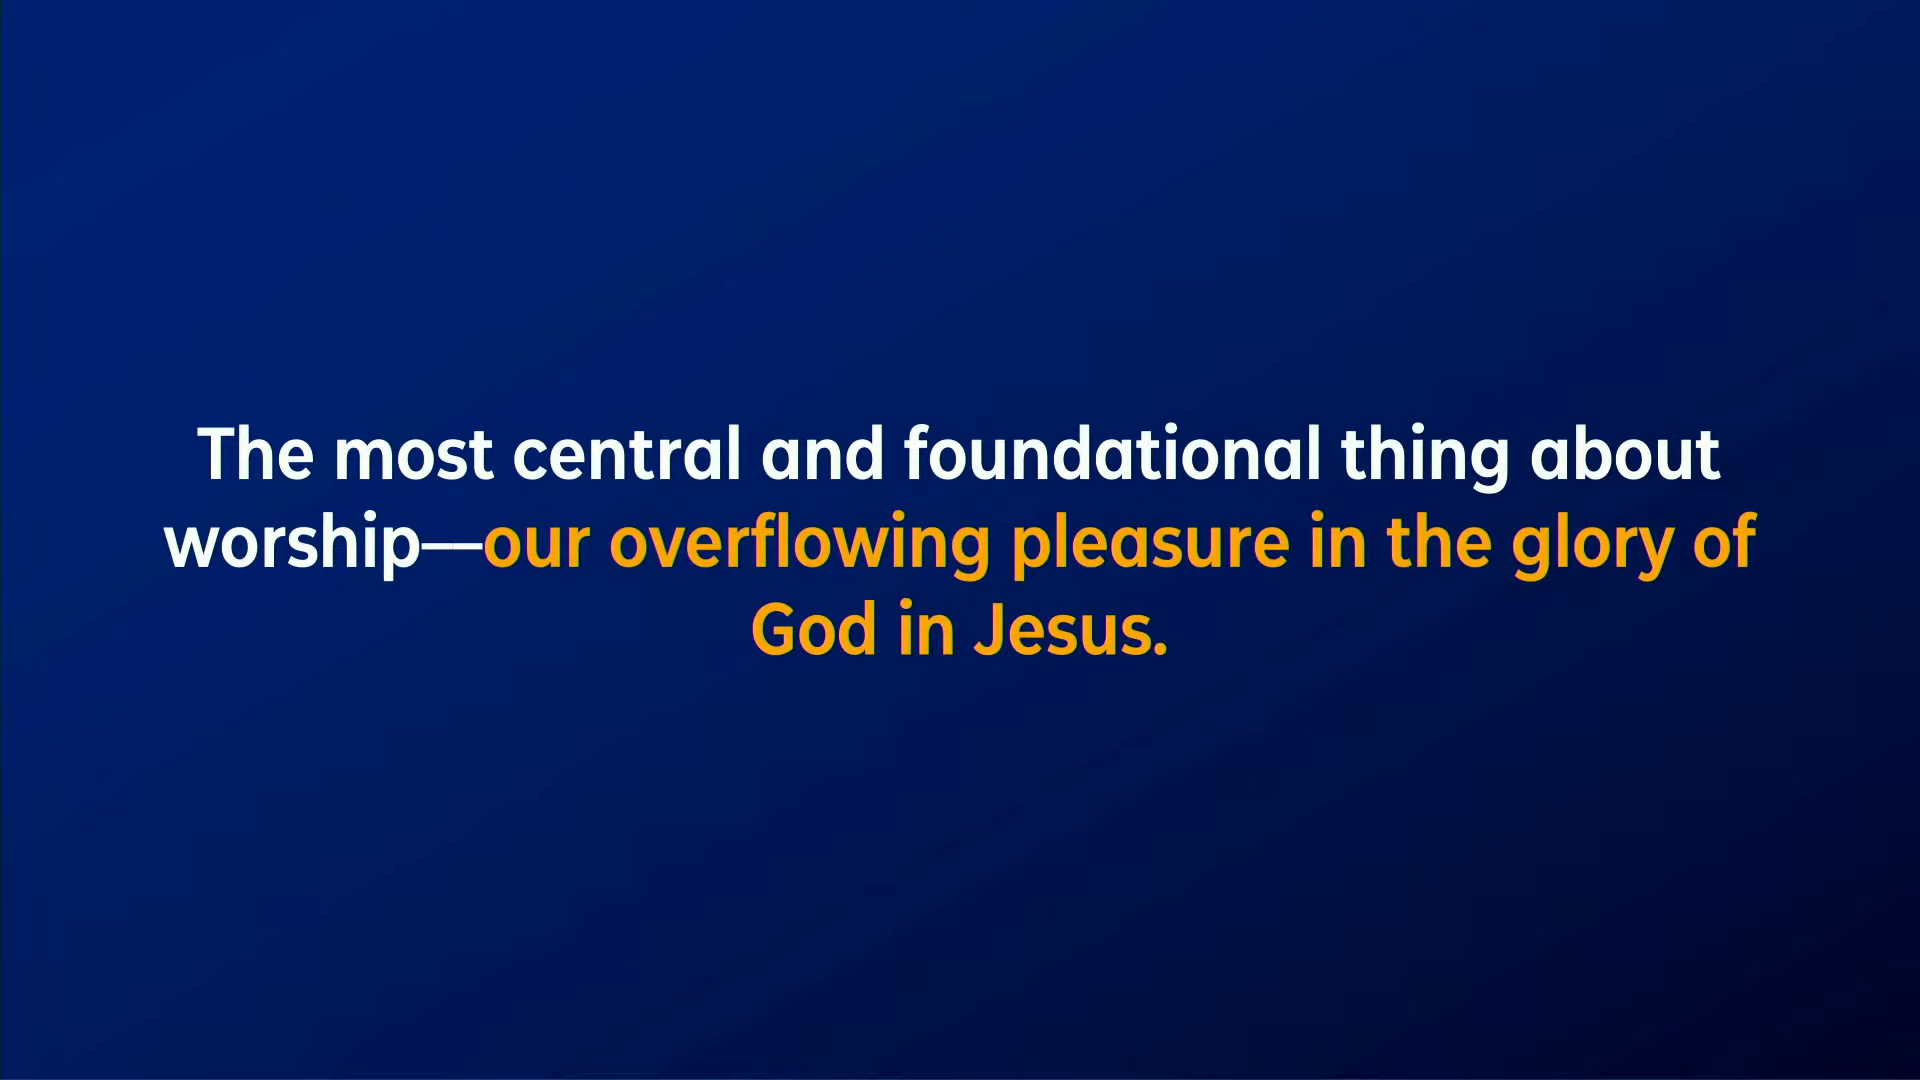 The most central and foundational thing about
worship—our overflowing pleasure in the glory of
God in Jesus.